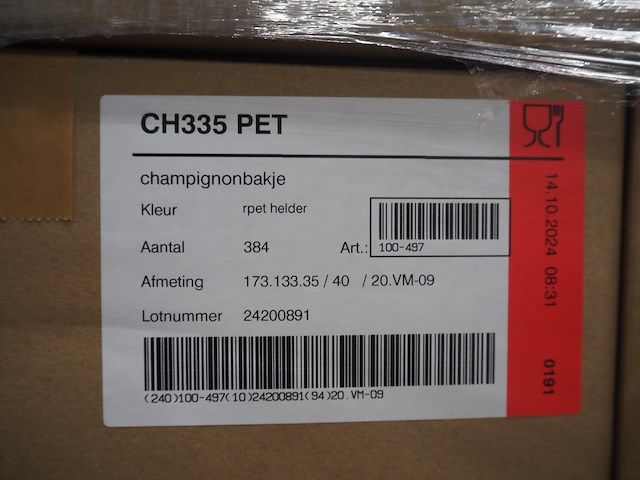 CH335 PET
champignonbakje
Kleur rpet helder
Aantal 384 Art.: 100-497
Afmeting 173.133.35 / 40 / 20.VM-09
Lotnummer 24200891
(240)100-497(10)24200891(94)20.VM-09
14.10.2024 08:31 0191